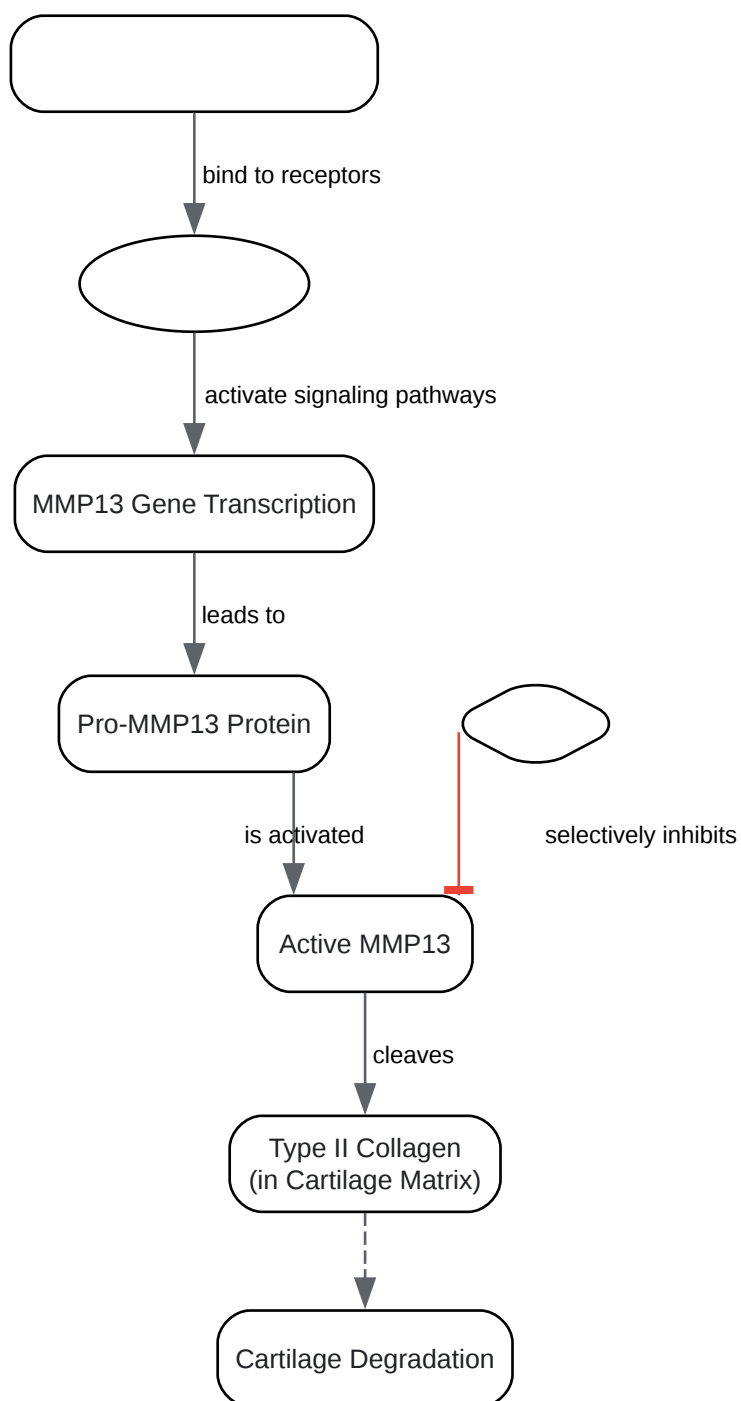 bind to receptors
activate signaling pathways
MMP13 Gene Transcription
leads to
Pro-MMP13 Protein
is activated
selectively inhibits
Active MMP13
cleaves
Type II Collagen
(in Cartilage Matrix)
Cartilage Degradation